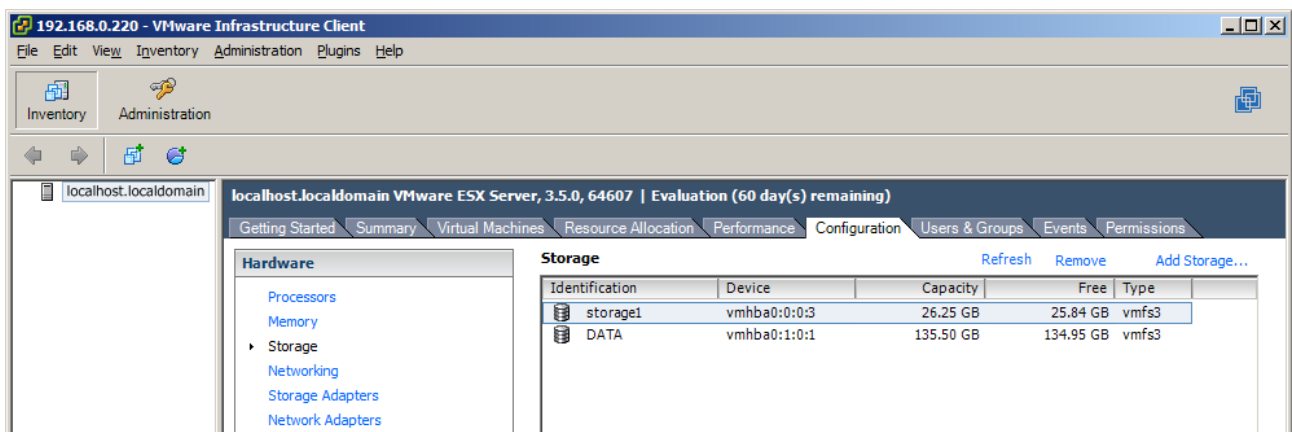 192.168.0.220 - VMware Infrastructure Client
File Edit View Inventory Administration Plugins Help
Inventory Administration
localhost.localdomain
localhost.localdomain VMware ESX Server, 3.5.0, 64607 | Evaluation (60 day(s) remaining)
Getting Started Summary Virtual Machines Resource Allocation Performance Configuration Users & Groups Events Permissions
Hardware
Processors
Memory
Storage
Networking
Storage Adapters
Network Adapters
Storage Refresh Remove Add Storage...
Identification Device Capacity Free Type
storage1 vmhba0:0:0:3 26.25 GB 25.84 GB vmfs3
DATA vmhba0:1:0:1 135.50 GB 134.95 GB vmfs3